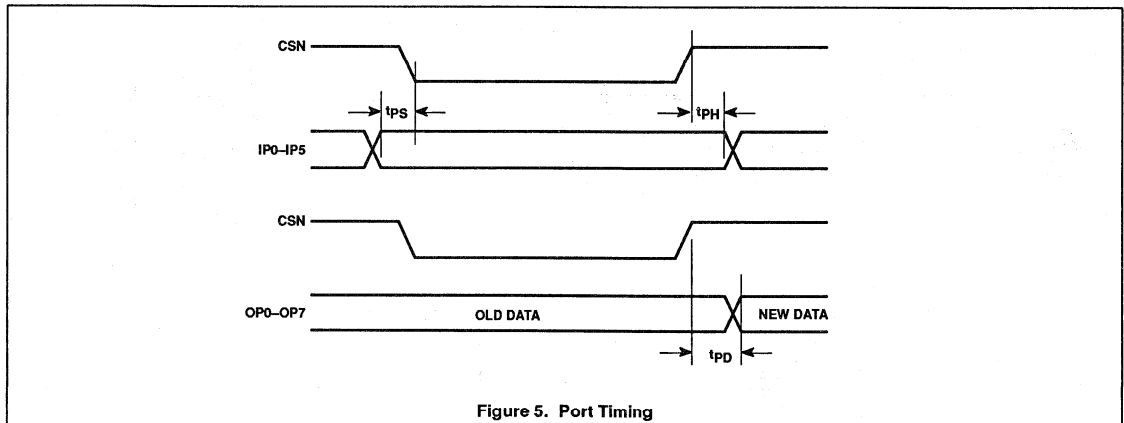 CSN
tPS
tPH
IP0–IP5
CSN
OP0–OP7
OLD DATA
NEW DATA
tPD
Figure 5. Port Timing